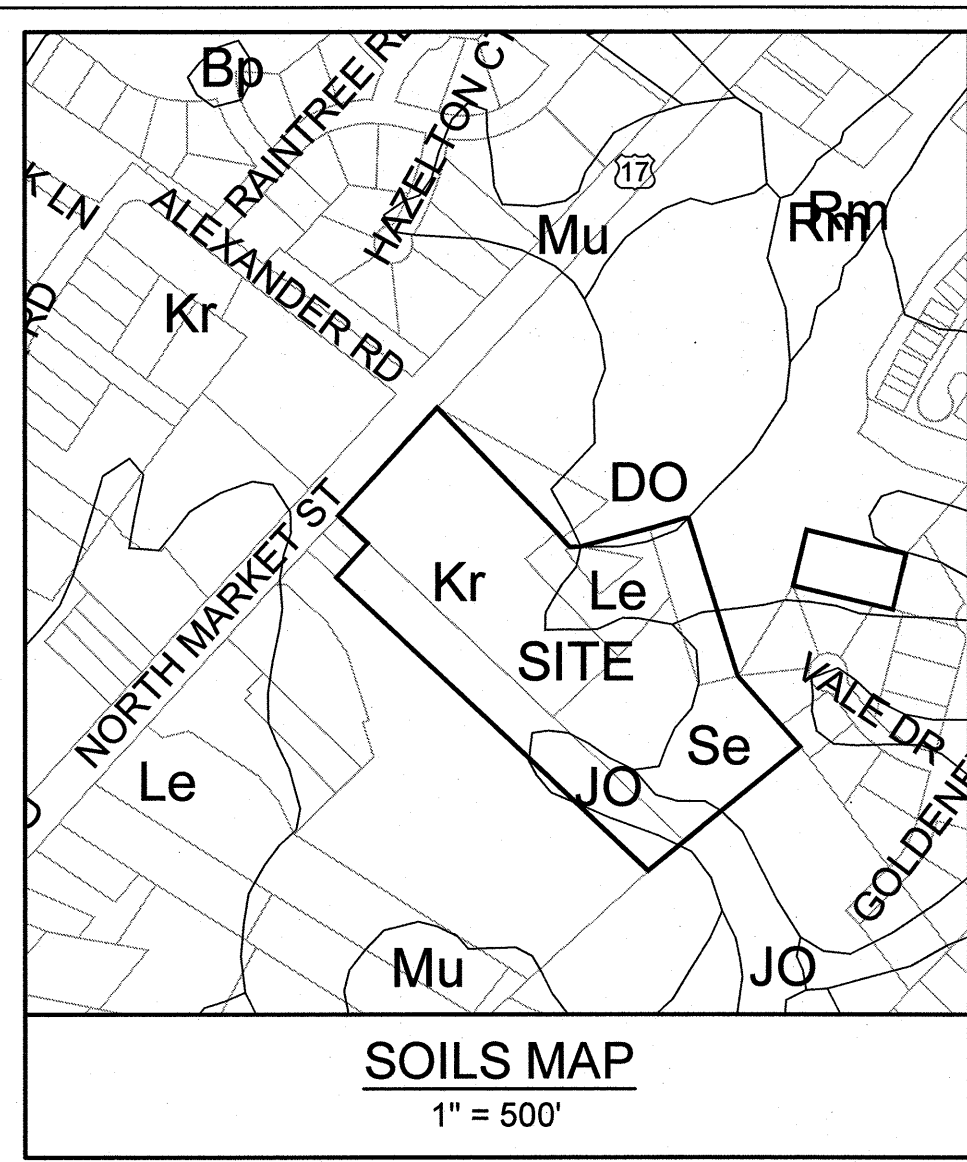 Bp
RAINTREE
HAZELTON
17
K LN
ALEXANDER RD
Mu
Rm
Rm
RD
Kr
DO
NORTH MARKET ST
Kr
Le
SITE
VALE DR
Se
Le
JO
GOLDENE
Mu
JO
SOILS MAP
1" = 500'